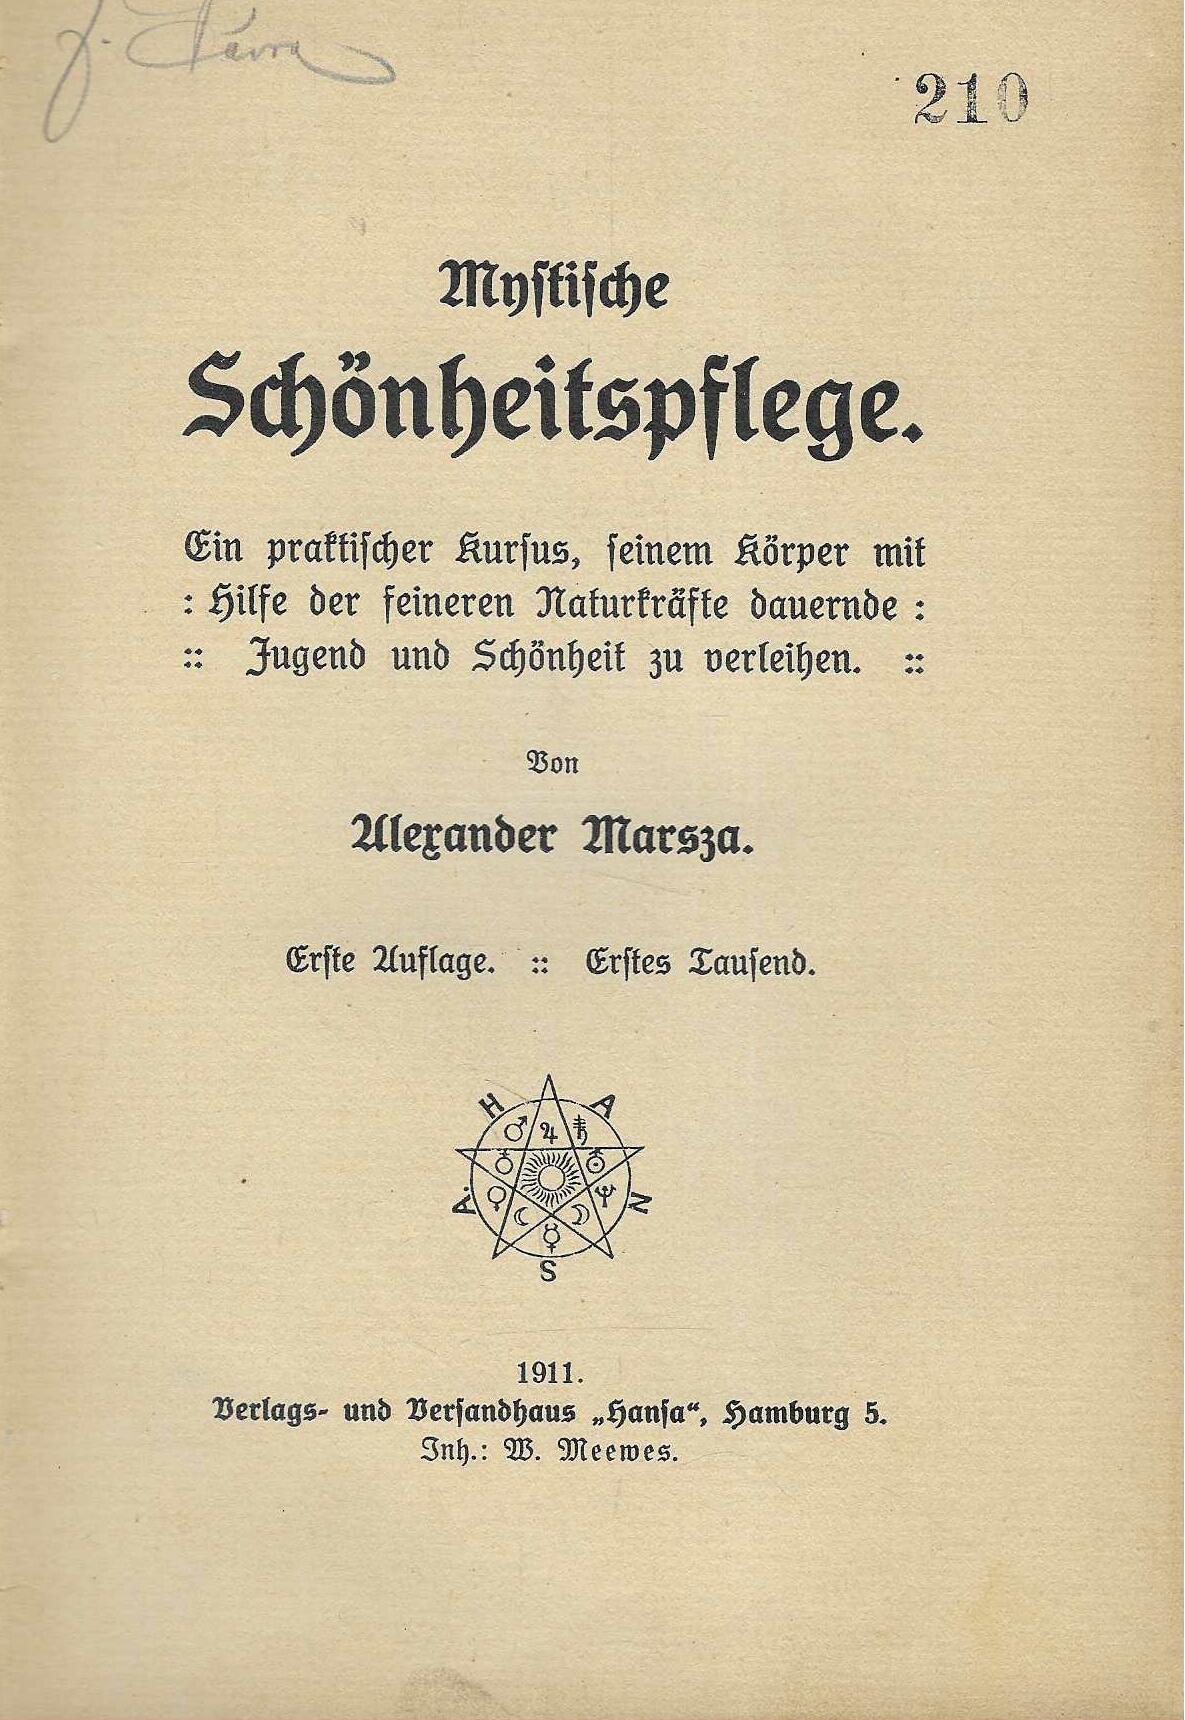 210
Mystische
Schönheitspflege.
Ein praktischer Kursus, seinem Körper mit
: Hilfe der feineren Naturkräfte dauernde :
:: Jugend und Schönheit zu verleihen. ::
Von
Alexander Marsza.
Erste Auflage. :: Erstes Tausend.
H A N S A.
1911.
Verlags- und Versandhaus „Hansa“, Hamburg 5.
Inh.: W. Meewes.